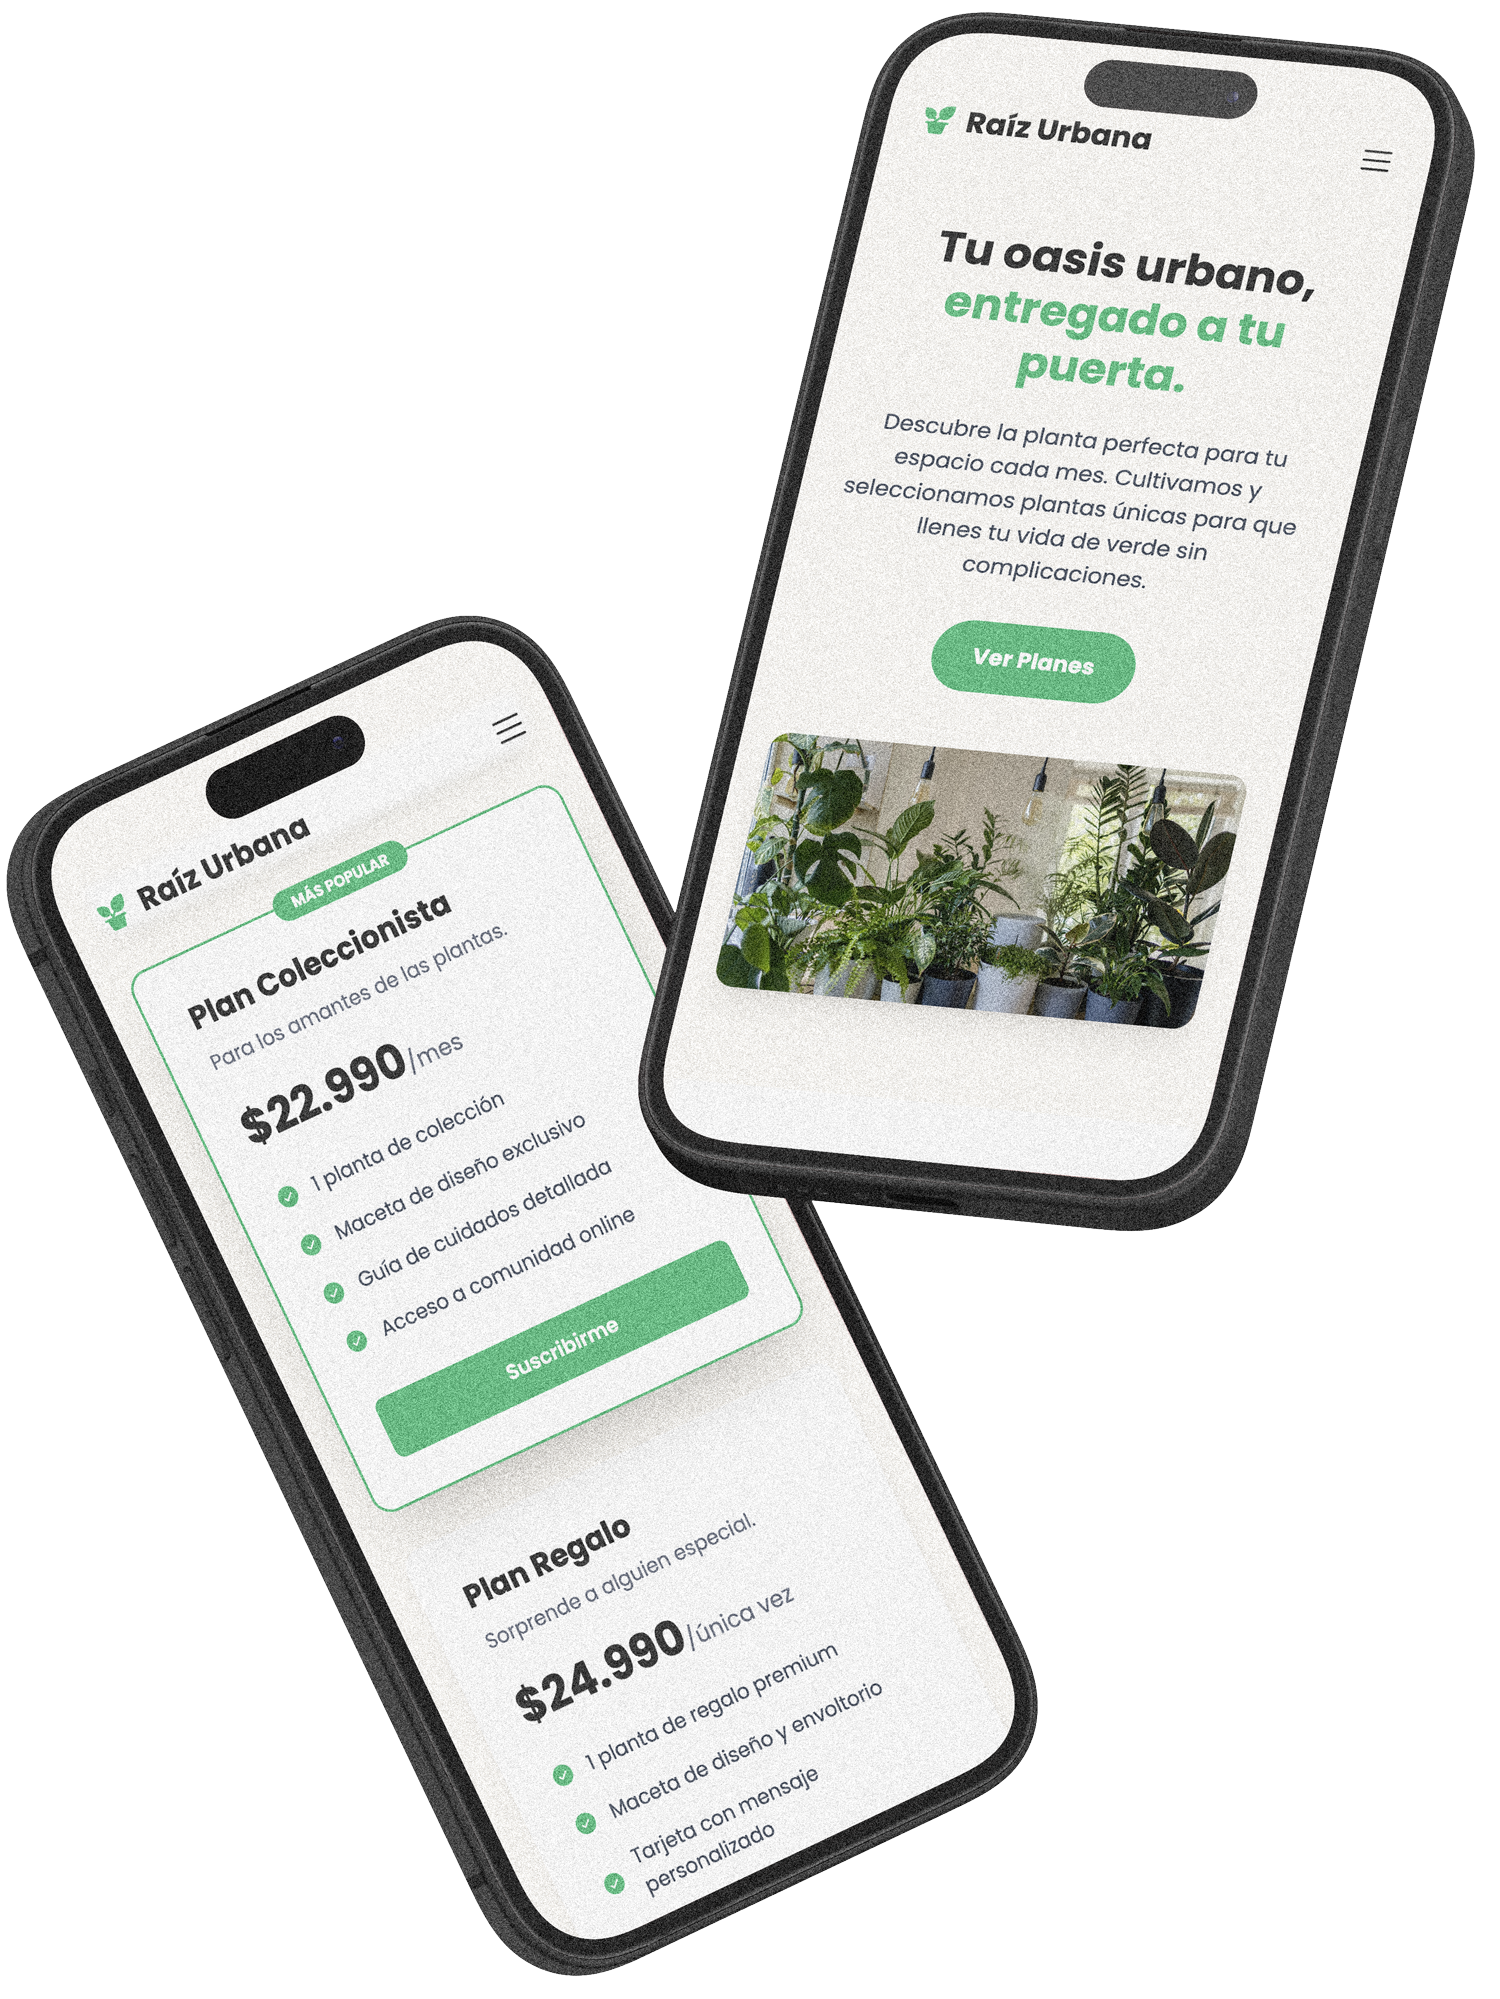 Raíz Urbana
Tu oasis urbano,
entregado a tu
puerta.
Descubre la planta perfecta para tu
espacio cada mes. Cultivamos y
seleccionamos plantas únicas para que
llenes tu vida de verde sin
complicaciones.
Ver Planes
Raíz Urbana
MÁS POPULAR
Plan Coleccionista
Para los amantes de las plantas.
$22.990/mes
1 planta de colección
Maceta de diseño exclusivo
Guía de cuidados detallada
Acceso a comunidad online
Suscribirme
Plan Regalo
Sorprende a alguien especial.
$24.990/única vez
1 planta de regalo premium
Maceta de diseño y envoltorio
Tarjeta con mensaje
personalizado